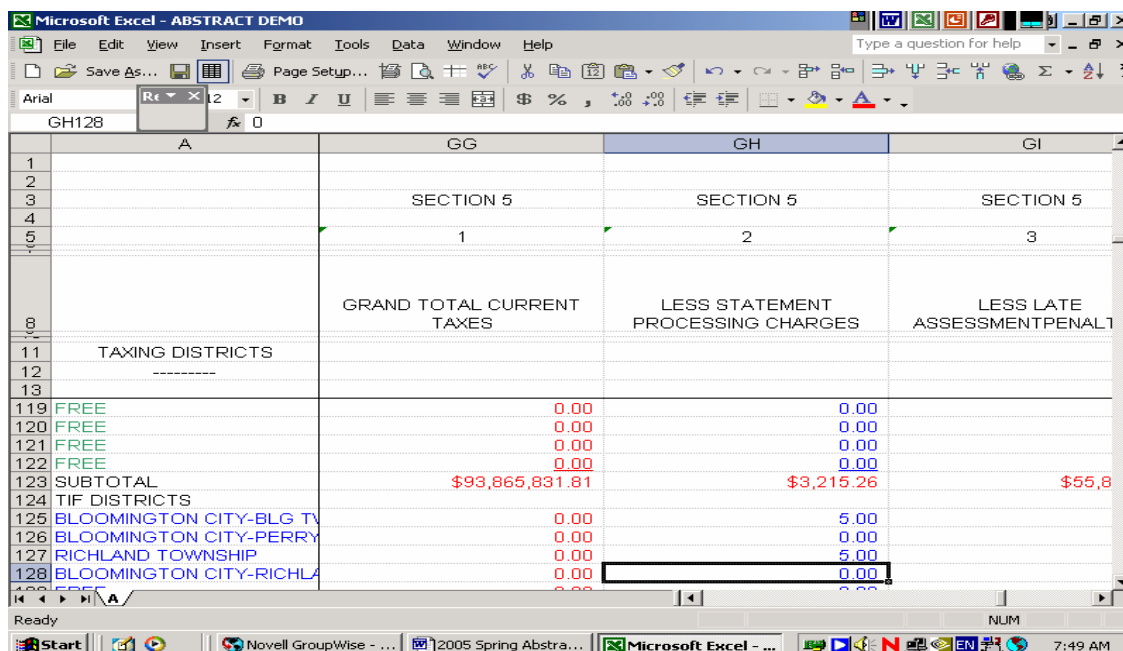 Microsoft Excel - ABSTRACT DEMO
File Edit View Insert Format Tools Data Window Help Type a question for help
Save As... Page Setup...
Arial 12 B I U $ % ,
GH128 fx 0
A GG GH GI
1
2
3 SECTION 5 SECTION 5 SECTION 5
4
5 1 2 3
GRAND TOTAL CURRENT LESS STATEMENT LESS LATE
8 TAXES PROCESSING CHARGES ASSESSMENTPENALT
11 TAXING DISTRICTS
12 ---------
13
119 FREE 0.00 0.00
120 FREE 0.00 0.00
121 FREE 0.00 0.00
122 FREE 0.00 0.00
123 SUBTOTAL $93,865,831.81 $3,215.26 $55,8
124 TIF DISTRICTS
125 BLOOMINGTON CITY-BLG TV 0.00 5.00
126 BLOOMINGTON CITY-PERRY 0.00 0.00
127 RICHLAND TOWNSHIP 0.00 5.00
128 BLOOMINGTON CITY-RICHLA 0.00 0.00
A
Ready NUM
Start Novell GroupWise - ... 2005 Spring Abstra... Microsoft Excel - ... EN 7:49 AM